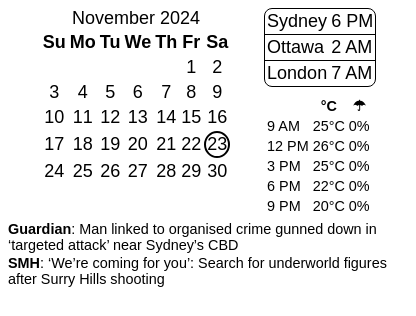 November 2024
Su Mo Tu We Th Fr Sa
1 2
3 4 5 6 7 8 9
10 11 12 13 14 15 16
17 18 19 20 21 22 23
24 25 26 27 28 29 30
Sydney 6 PM
Ottawa 2 AM
London 7 AM
°C ☂
9 AM 25°C 0%
12 PM 26°C 0%
3 PM 25°C 0%
6 PM 22°C 0%
9 PM 20°C 0%
Guardian: Man linked to organised crime gunned down in
‘targeted attack’ near Sydney’s CBD
SMH: ‘We’re coming for you’: Search for underworld figures
after Surry Hills shooting